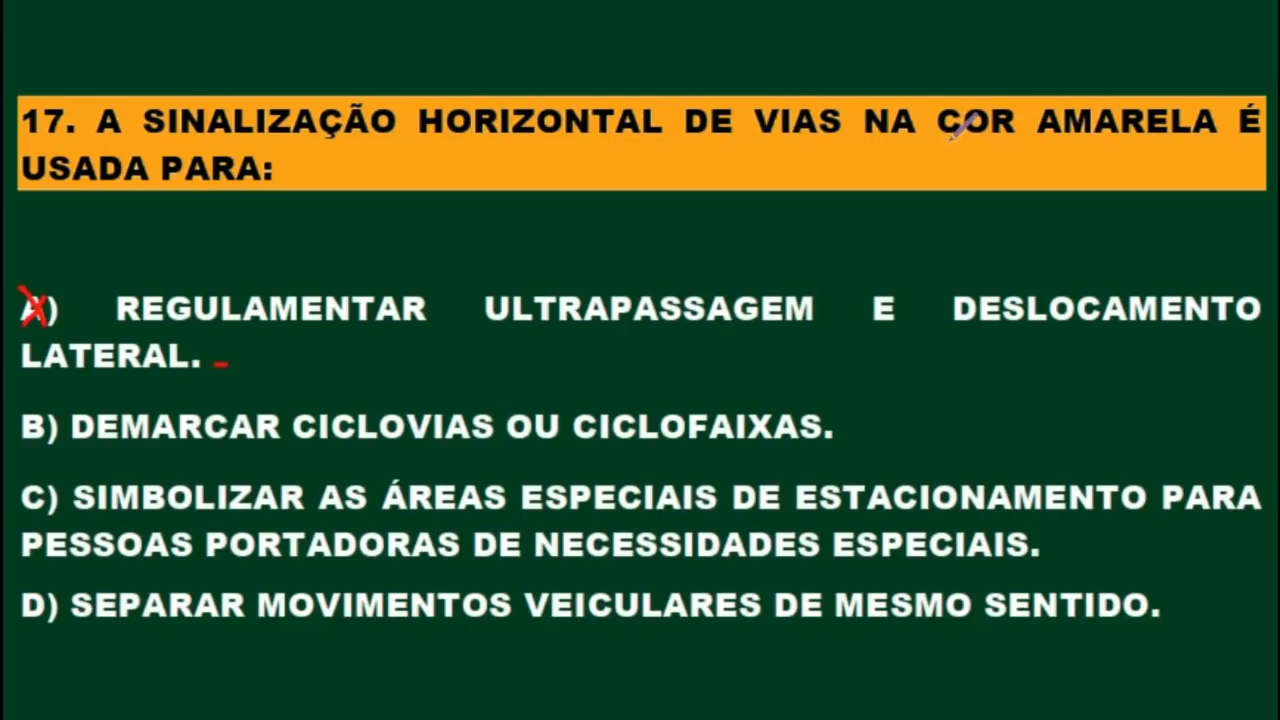 17. A SINALIZAÇÃO HORIZONTAL DE VIAS NA COR AMARELA É
USADA PARA:
A) REGULAMENTAR ULTRAPASSAGEM E DESLOCAMENTO
LATERAL.
B) DEMARCAR CICLOVIAS OU CICLOFAIXAS.
C) SIMBOLIZAR AS ÁREAS ESPECIAIS DE ESTACIONAMENTO PARA
PESSOAS PORTADORAS DE NECESSIDADES ESPECIAIS.
D) SEPARAR MOVIMENTOS VEICULARES DE MESMO SENTIDO.